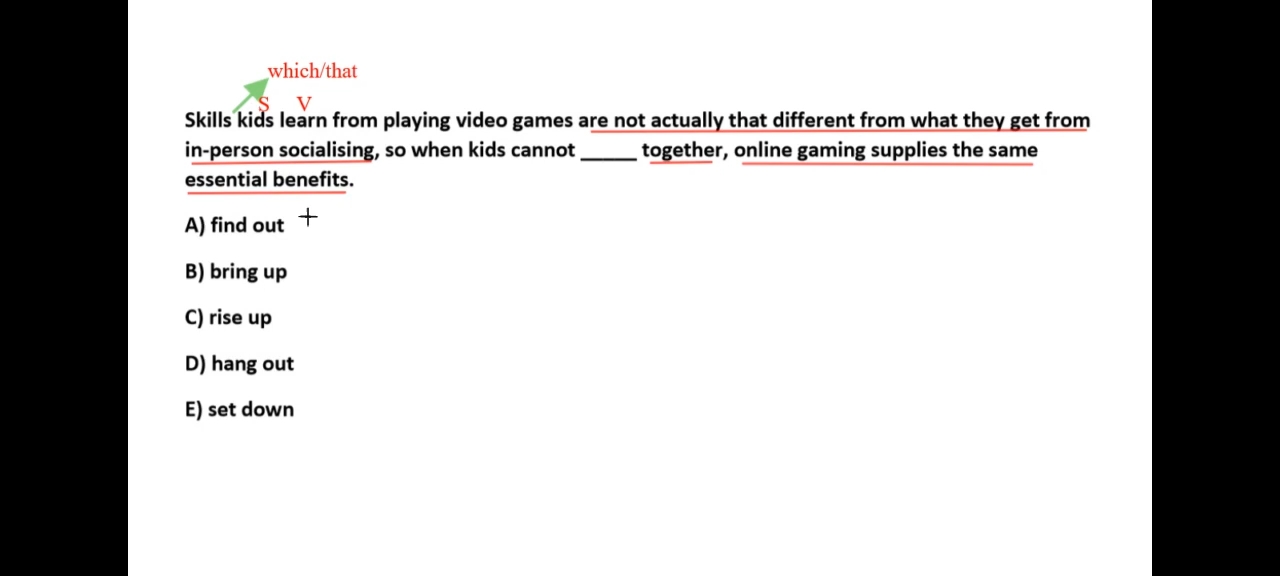 which/that
S V
Skills kids learn from playing video games are not actually that different from what they get from
in-person socialising, so when kids cannot _____ together, online gaming supplies the same
essential benefits.
A) find out
B) bring up
C) rise up
D) hang out
E) set down